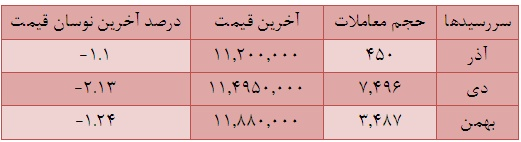 سررسیدها حجم معاملات آخرین قیمت درصد آخرین نوسان قیمت
آذر ۴۵۰ ۱۱,۲۰۰,۰۰۰ -۱.۱
دی ۷,۴۹۶ ۱۱,۴۹۵۰,۰۰۰ -۲.۱۳
بهمن ۳,۴۸۷ ۱۱,۸۸۰,۰۰۰ -۱.۲۴